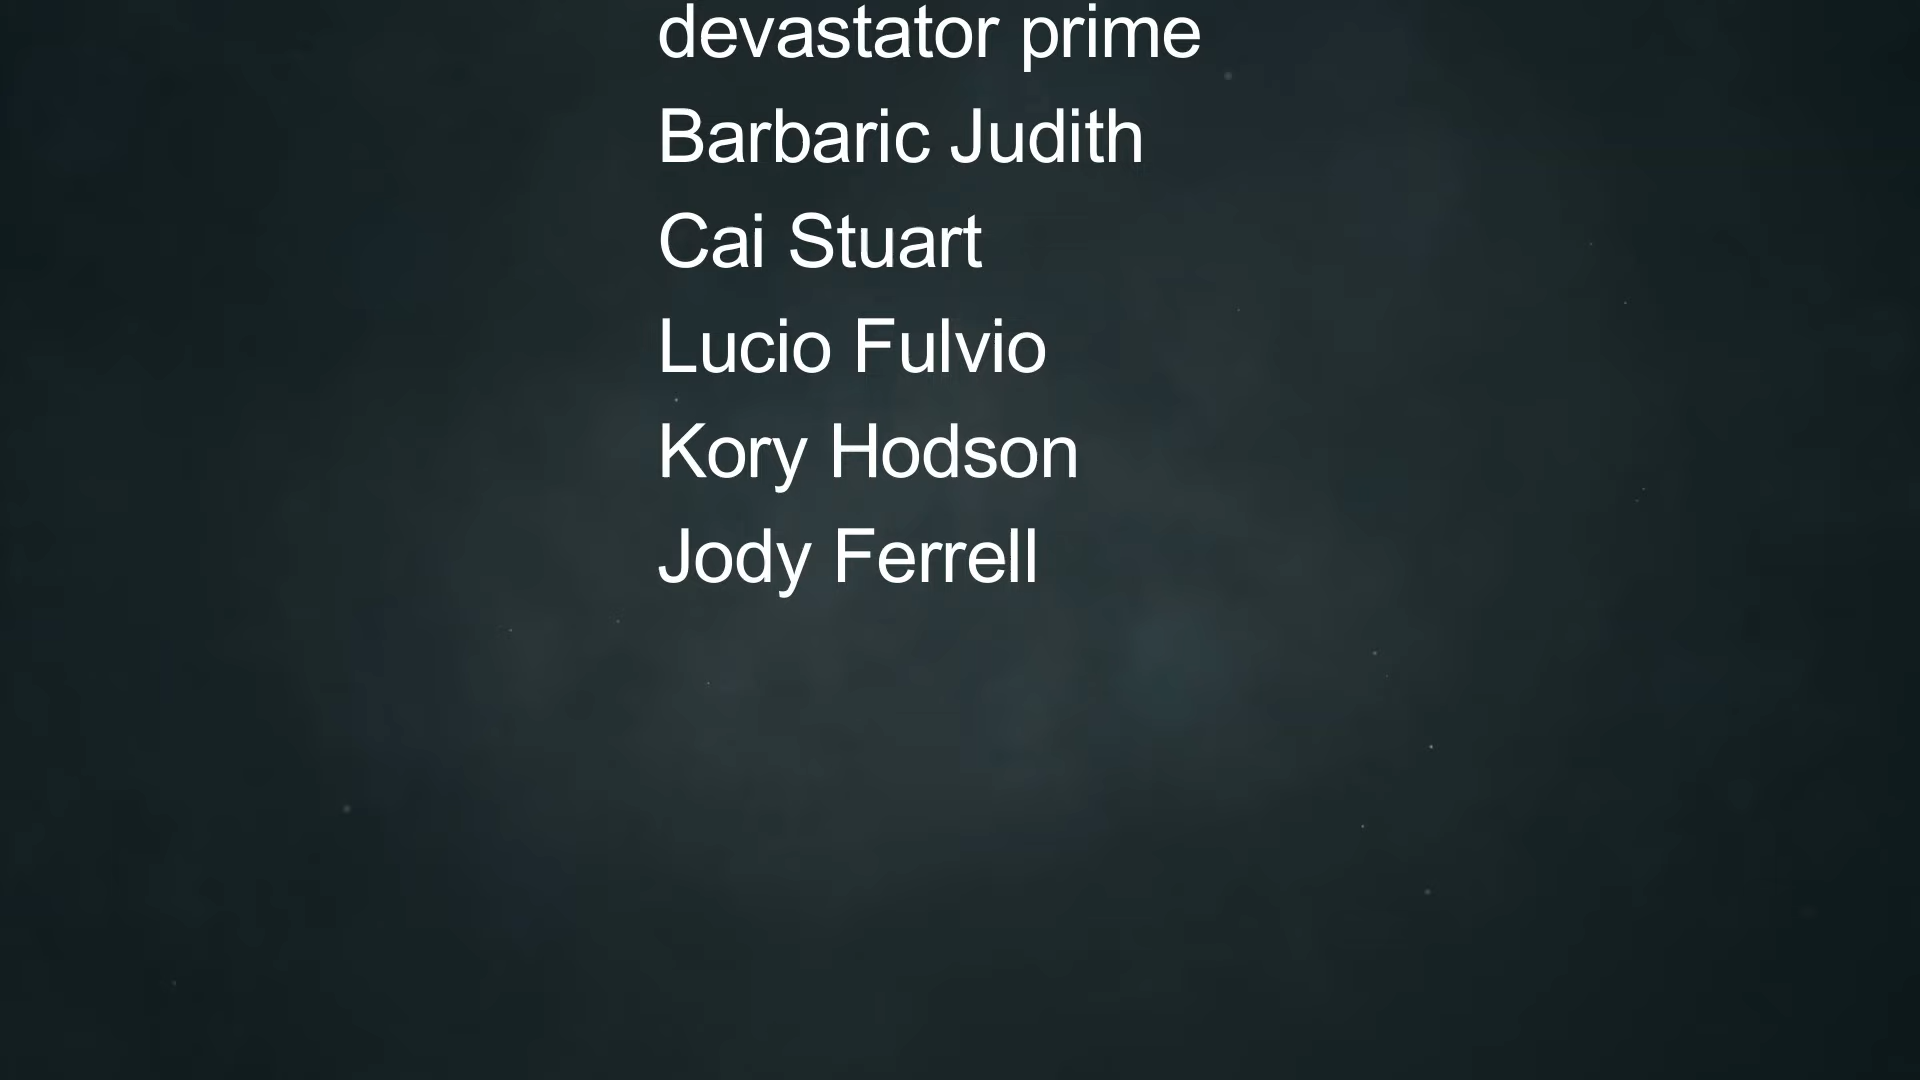 devastator prime
Barbaric Judith
Cai Stuart
Lucio Fulvio
Kory Hodson
Jody Ferrell